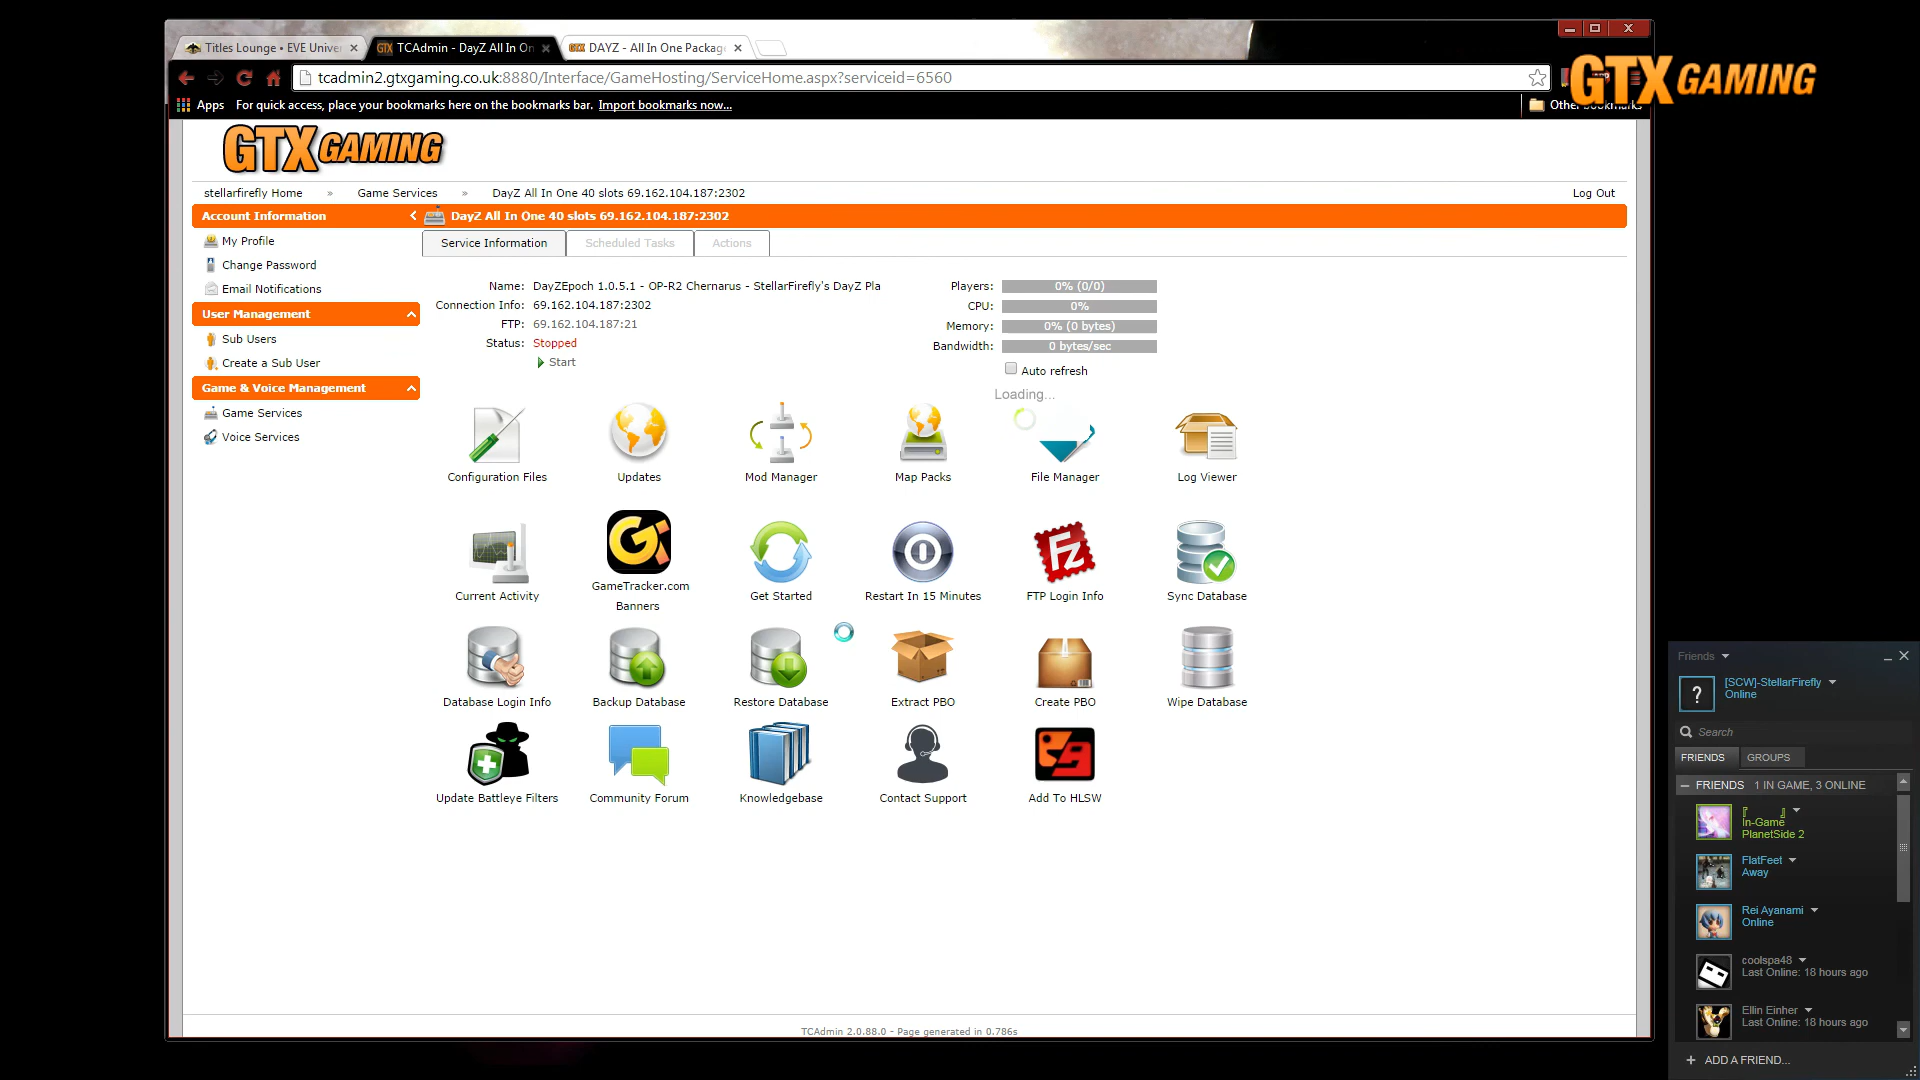 Titles Lounge • EVE Univer
TCAdmin - DayZ All In On
DAYZ - All In One Packag
tcadmin2.gtxgaming.co.uk:8880/Interface/GameHosting/ServiceHome.aspx?serviceid=6560
GTX GAMING
Apps
For quick access, place your bookmarks here on the bookmarks bar. Import bookmarks now...
Other bookmarks
GTX GAMING
stellarfirefly Home » Game Services » DayZ All In One 40 slots 69.162.104.187:2302
Log Out
Account Information
DayZ All In One 40 slots 69.162.104.187:2302
My Profile
Change Password
Email Notifications
User Management
Sub Users
Create a Sub User
Game & Voice Management
Game Services
Voice Services
Service Information
Scheduled Tasks
Actions
Name: DayZEpoch 1.0.5.1 - OP-R2 Chernarus - StellarFirefly's DayZ Pla
Connection Info: 69.162.104.187:2302
FTP: 69.162.104.187:21
Status: Stopped
Start
Players: 0% (0/0)
CPU: 0%
Memory: 0% (0 bytes)
Bandwidth: 0 bytes/sec
Auto refresh
Loading...
Configuration Files
Updates
Mod Manager
Map Packs
File Manager
Log Viewer
Current Activity
GameTracker.com
Banners
Get Started
Restart In 15 Minutes
FTP Login Info
Sync Database
Database Login Info
Backup Database
Restore Database
Extract PBO
Create PBO
Wipe Database
Update Battleye Filters
Community Forum
Knowledgebase
Contact Support
Add To HLSW
TCAdmin 2.0.88.0 - Page generated in 0.786s
Friends
[SCW]-StellarFirefly
Online
Search
FRIENDS
GROUPS
FRIENDS 1 IN GAME, 3 ONLINE
『 』
In-Game
PlanetSide 2
FlatFeet
Away
Rei Ayanami
Online
coolspa48
Last Online: 18 hours ago
Ellin Einher
Last Online: 18 hours ago
+ ADD A FRIEND...